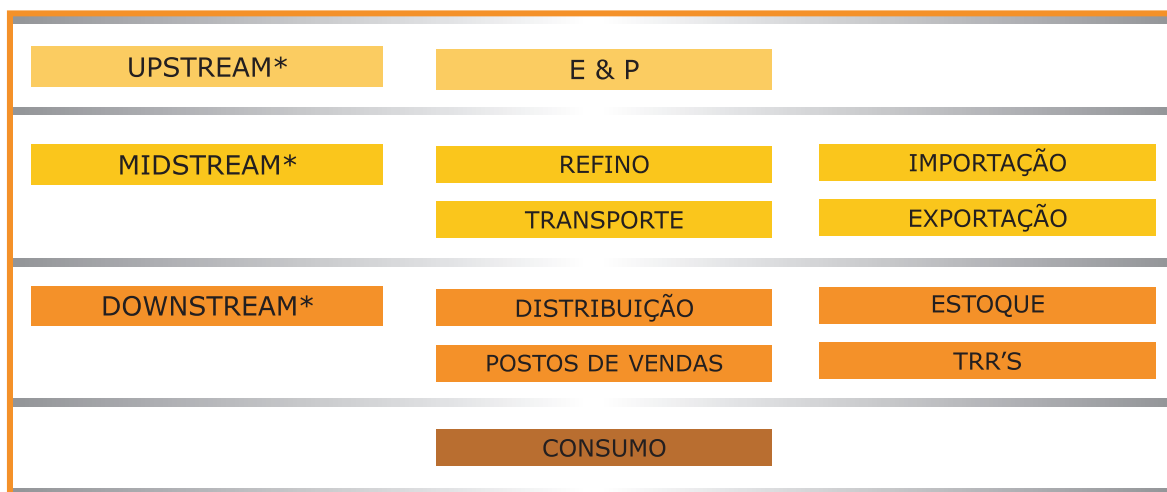 UPSTREAM*
E & P
MIDSTREAM*
REFINO
IMPORTAÇÃO
TRANSPORTE
EXPORTAÇÃO
DOWNSTREAM*
DISTRIBUIÇÃO
ESTOQUE
POSTOS DE VENDAS
TRR'S
CONSUMO